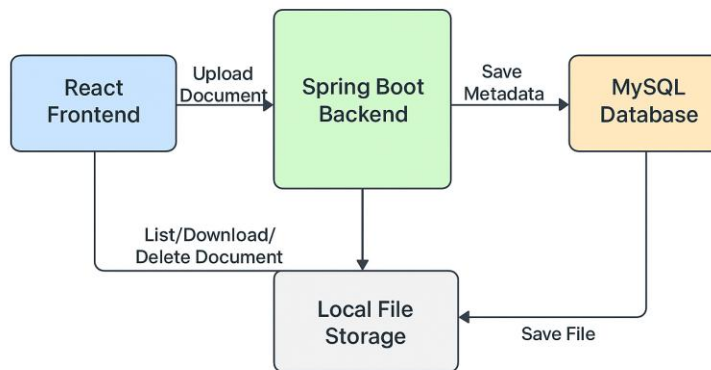 React
Frontend
Upload
Document
Spring Boot
Backend
Save
Metadata
MySQL
Database
List/Download/
Delete Document
Local File
Storage
Save File